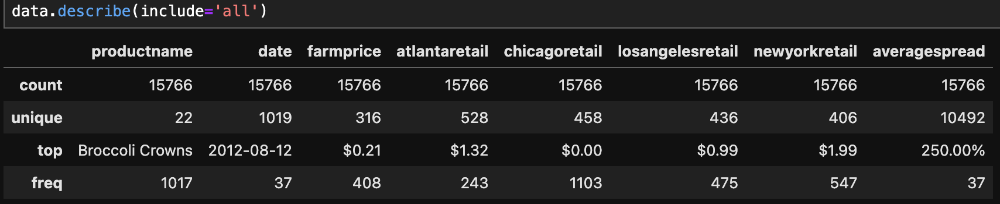 data.describe(include='all')
productname date farmprice atlantaretail chicagoretail losangelesretail newyorkretail averagespread
count 15766 15766 15766 15766 15766 15766 15766 15766
unique 22 1019 316 528 458 436 406 10492
top Broccoli Crowns 2012-08-12 $0.21 $1.32 $0.00 $0.99 $1.99 250.00%
freq 1017 37 408 243 1103 475 547 37